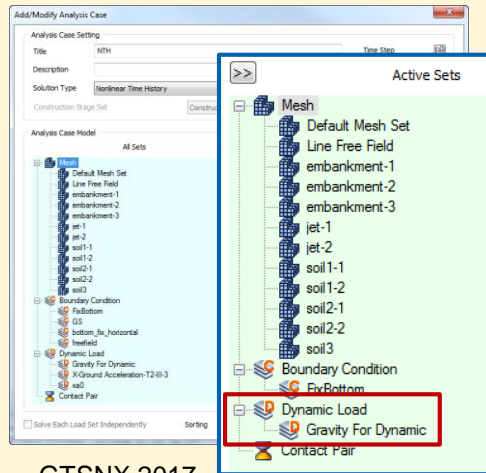 Add/Modify Analysis Case
Analysis Case Setting
Title
NTH
Time Step
Description
Solution Type
Nonlinear Time History
Construction Stage Set
Analysis Case Model
All Sets
Mesh
Default Mesh Set
Line Free Field
embankment-1
embankment-2
embankment-3
jet-1
jet-2
soil1-1
soil1-2
soil2-1
soil2-2
soil3
Boundary Condition
FixBottom
GS
bottom_fix_horizontal
freefield
Dynamic Load
Gravity For Dynamic
X-Ground Acceleration-T2-III-3
xa0
Contact Pair
Solve Each Load Set Independently
Sorting
>>
Active Sets
Mesh
Default Mesh Set
Line Free Field
embankment-1
embankment-2
embankment-3
jet-1
jet-2
soil1-1
soil1-2
soil2-1
soil2-2
soil3
Boundary Condition
FixBottom
Dynamic Load
Gravity For Dynamic
Contact Pair
GTSNX 2017